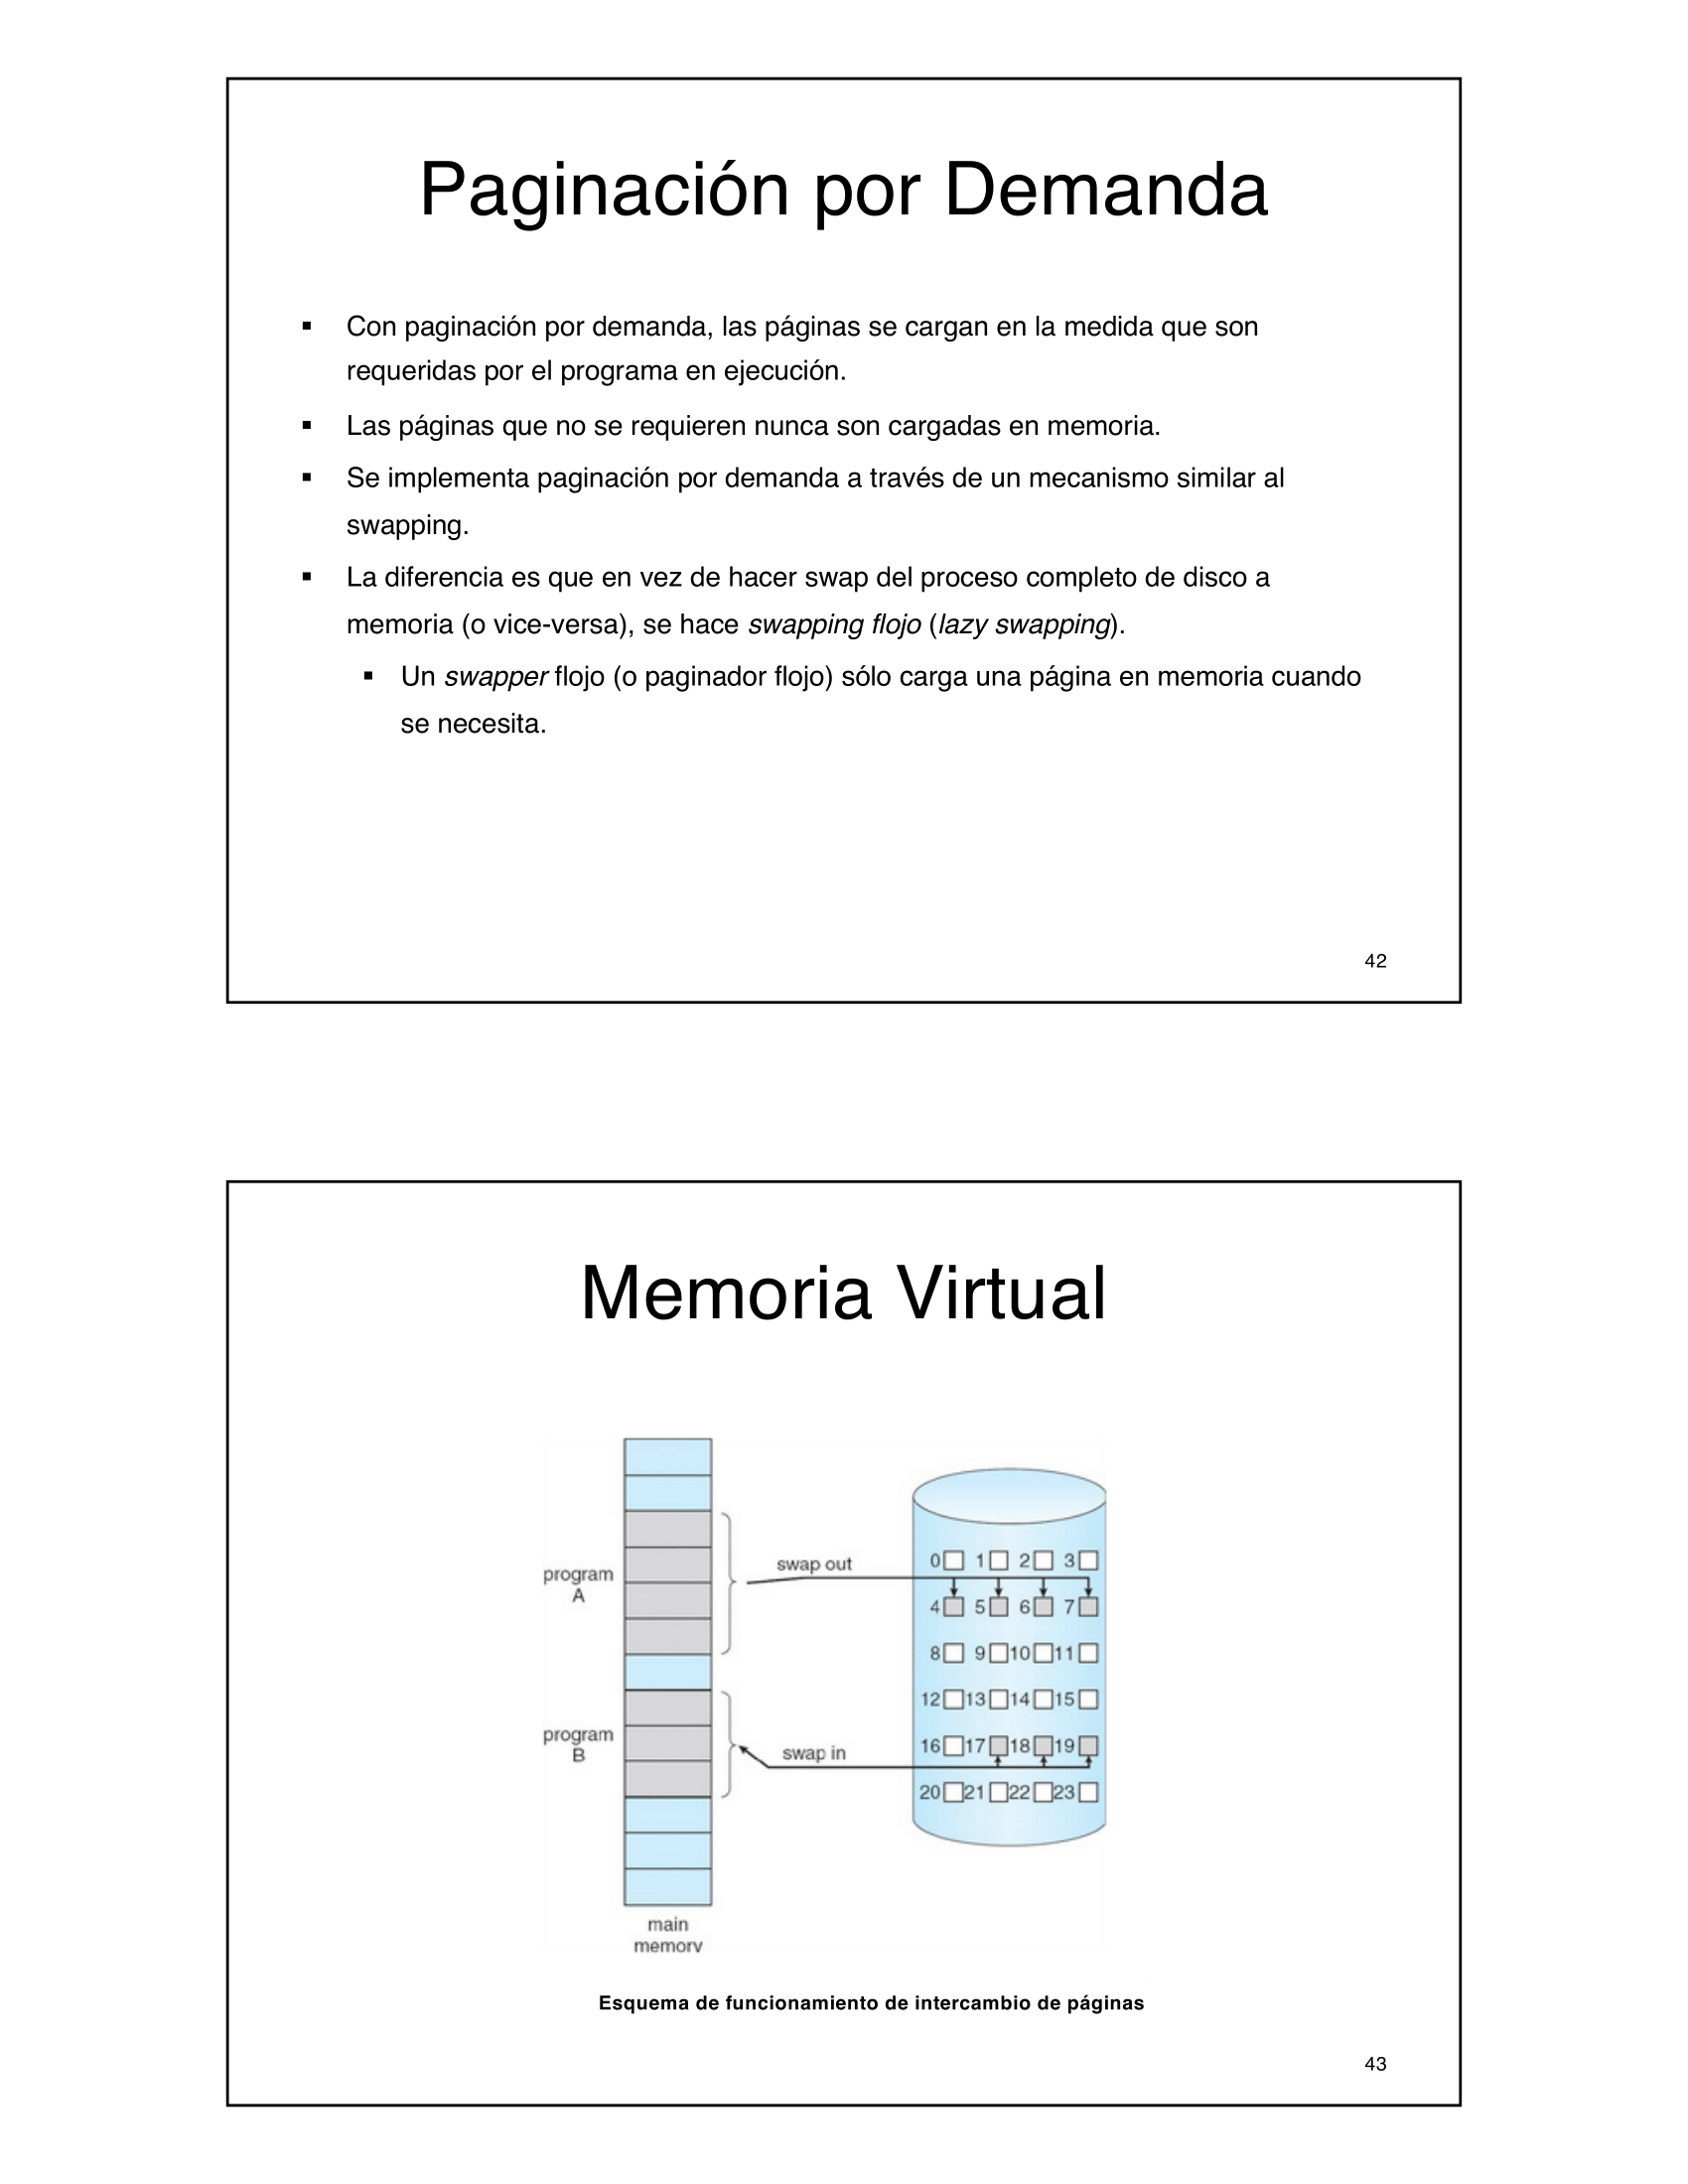 Paginación por Demanda
▪ Con paginación por demanda, las páginas se cargan en la medida que son
requeridas por el programa en ejecución.
▪ Las páginas que no se requieren nunca son cargadas en memoria.
▪ Se implementa paginación por demanda a través de un mecanismo similar al
swapping.
▪ La diferencia es que en vez de hacer swap del proceso completo de disco a
memoria (o vice-versa), se hace swapping flojo (lazy swapping).
▪ Un swapper flojo (o paginador flojo) sólo carga una página en memoria cuando
se necesita.
42
Memoria Virtual
program
A
swap out
program
B
swap in
main
memory
0 1 2 3
4 5 6 7
8 9 10 11
12 13 14 15
16 17 18 19
20 21 22 23
Esquema de funcionamiento de intercambio de páginas
43